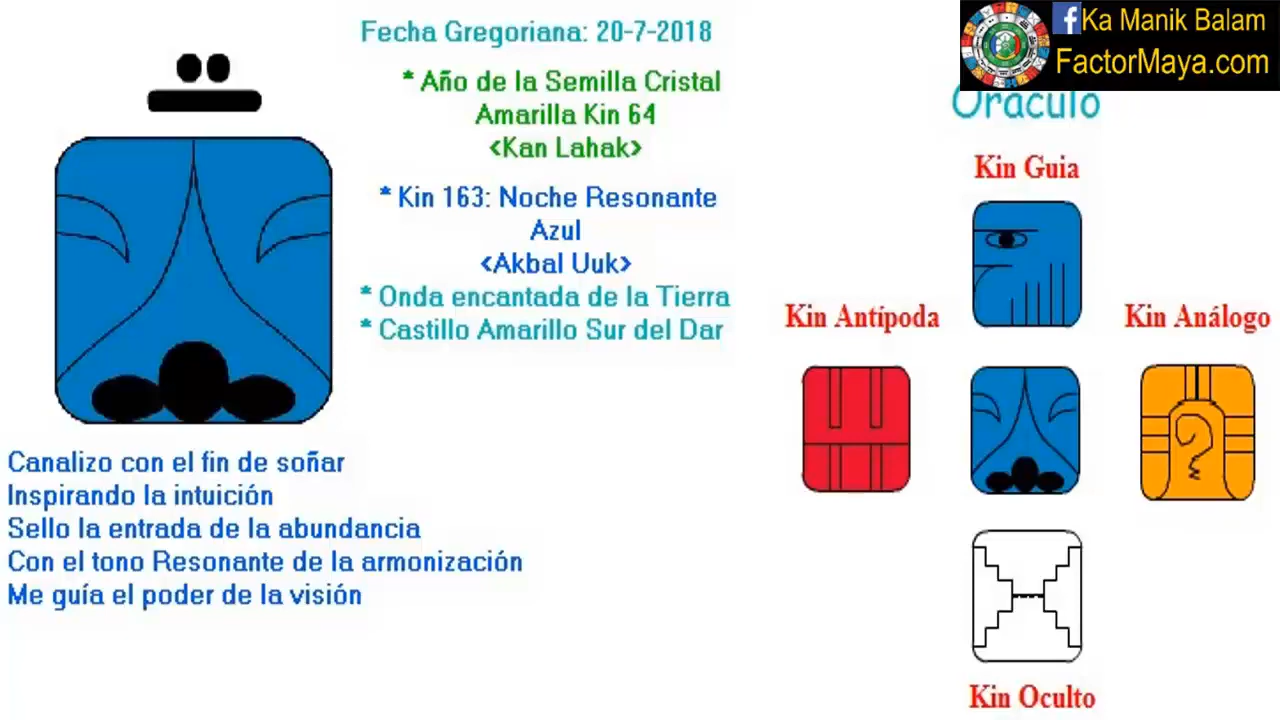 Fecha Gregoriana: 20-7-2018
* Año de la Semilla Cristal
Amarilla Kin 64
<Kan Lahak>
* Kin 163: Noche Resonante
Azul
<Akbal Uuk>
* Onda encantada de la Tierra
* Castillo Amarillo Sur del Dar
Canalizo con el fin de soñar
Inspirando la intuición
Sello la entrada de la abundancia
Con el tono Resonante de la armonización
Me guía el poder de la visión
Ka Manik Balam
FactorMaya.com
Oráculo
Kin Guia
Kin Antípoda
Kin Análogo
Kin Oculto